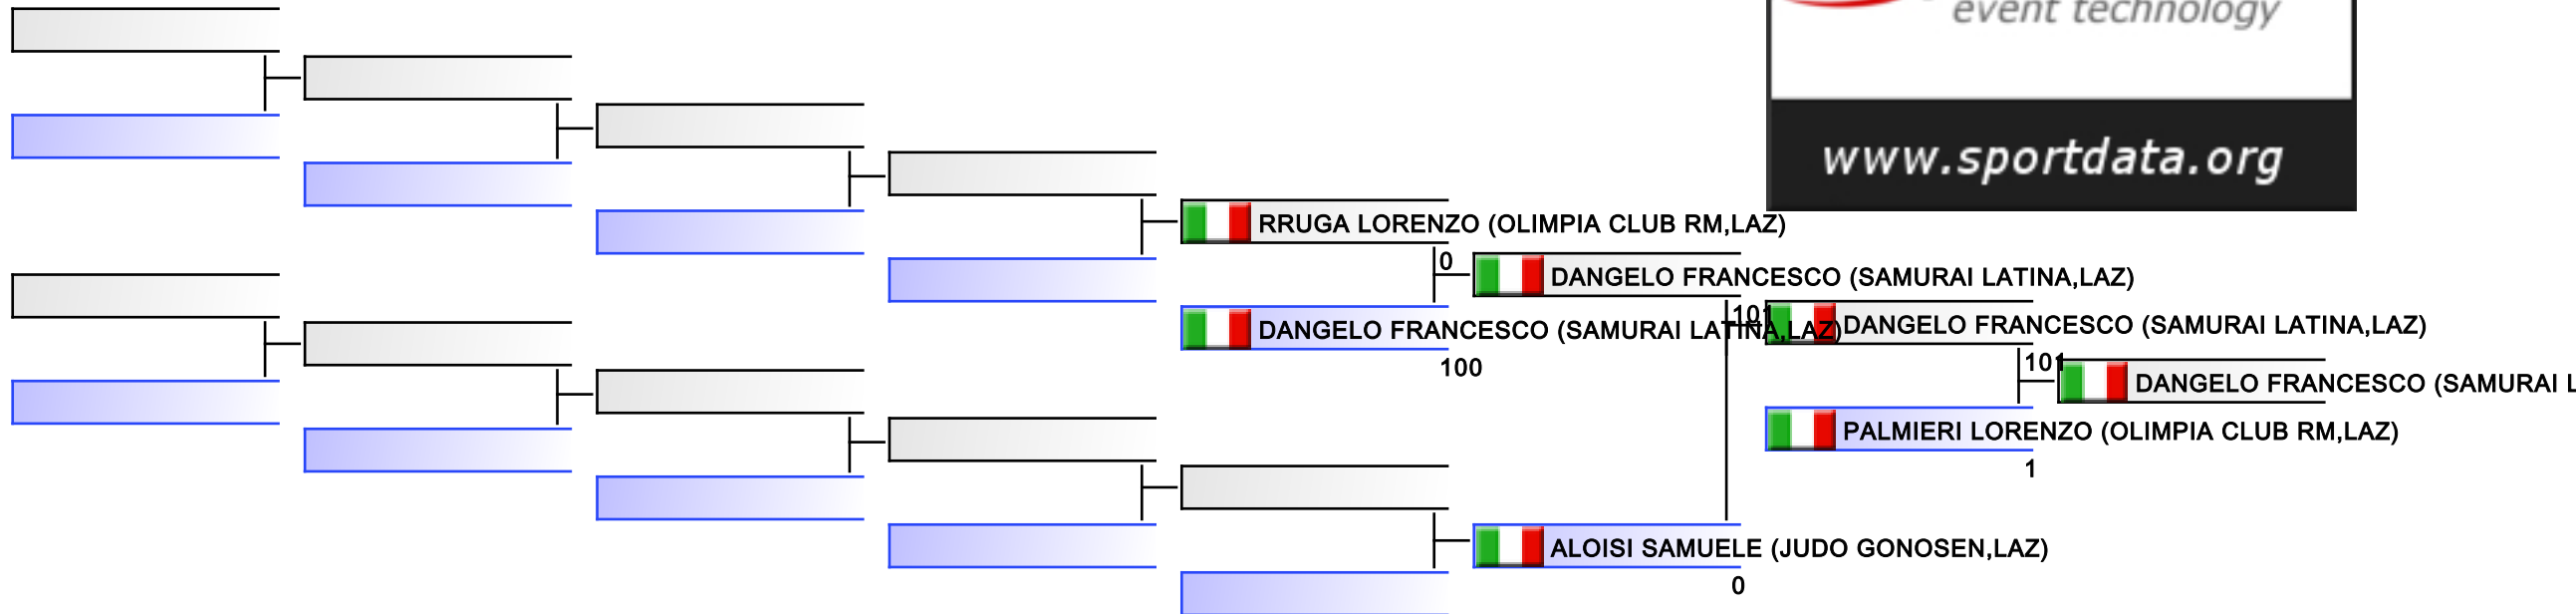 event technology
www.sportdata.org
RRUGA LORENZO (OLIMPIA CLUB RM,LAZ)
0
DANGELO FRANCESCO (SAMURAI LATINA,LAZ)
DANGELO FRANCESCO (SAMURAI LATINA,LAZ)
100
101
DANGELO FRANCESCO (SAMURAI LATINA,LAZ)
101
DANGELO FRANCESCO (SAMURAI L
PALMIERI LORENZO (OLIMPIA CLUB RM,LAZ)
1
ALOISI SAMUELE (JUDO GONOSEN,LAZ)
0